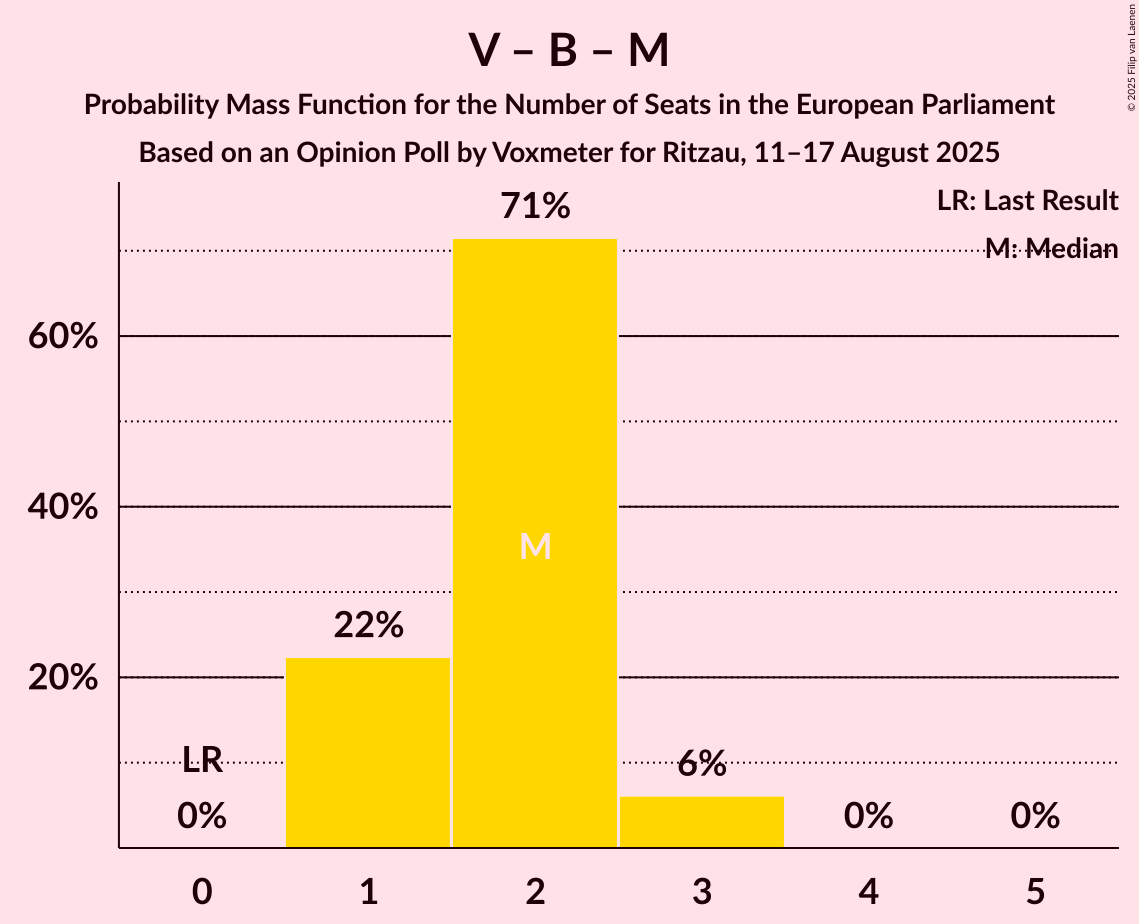 V – B – M
Probability Mass Function for the Number of Seats in the European Parliament
Based on an Opinion Poll by Voxmeter for Ritzau, 11–17 August 2025
© 2025 Filip van Laenen
LR: Last Result
M: Median
71%
60%
40%
M
22%
20%
LR
6%
0%
0%
0%
0 1 2 3 4 5